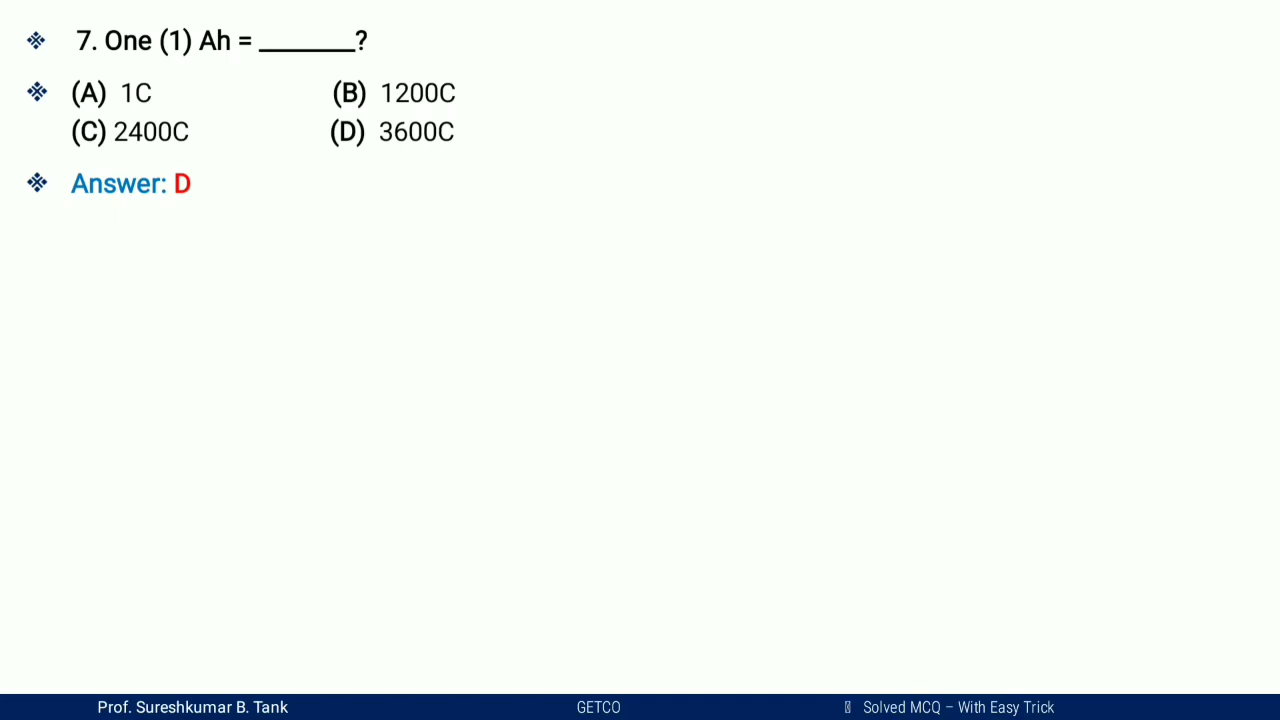 7. One (1) Ah = ________?
(A) 1C (B) 1200C
(C) 2400C (D) 3600C
Answer: D
Prof. Sureshkumar B. Tank GETCO Solved MCQ – With Easy Trick